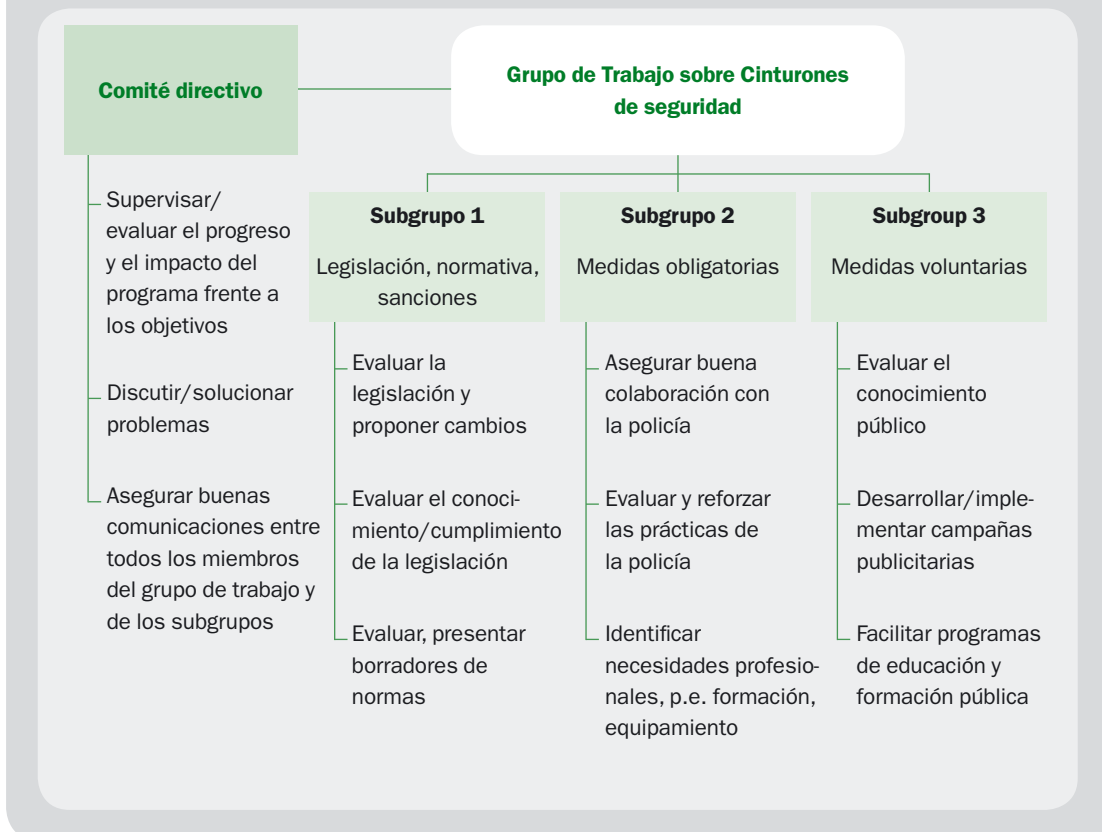 Comité directivo
Grupo de Trabajo sobre Cinturones
de seguridad
Supervisar/
evaluar el progreso
y el impacto del
programa frente a
los objetivos
Discutir/solucionar
problemas
Asegurar buenas
comunicaciones entre
todos los miembros
del grupo de trabajo y
de los subgrupos
Subgrupo 1
Legislación, normativa,
sanciones
Evaluar la
legislación y
proponer cambios
Evaluar el conoci-
miento/cumplimiento
de la legislación
Evaluar, presentar
borradores de
normas
Subgrupo 2
Medidas obligatorias
Asegurar buena
colaboración con
la policía
Evaluar y reforzar
las prácticas de
la policía
Identificar
necesidades profesio-
nales, p.e. formación,
equipamiento
Subgroup 3
Medidas voluntarias
Evaluar el
conocimiento
público
Desarrollar/imple-
mentar campañas
publicitarias
Facilitar programas
de educación y
formación pública